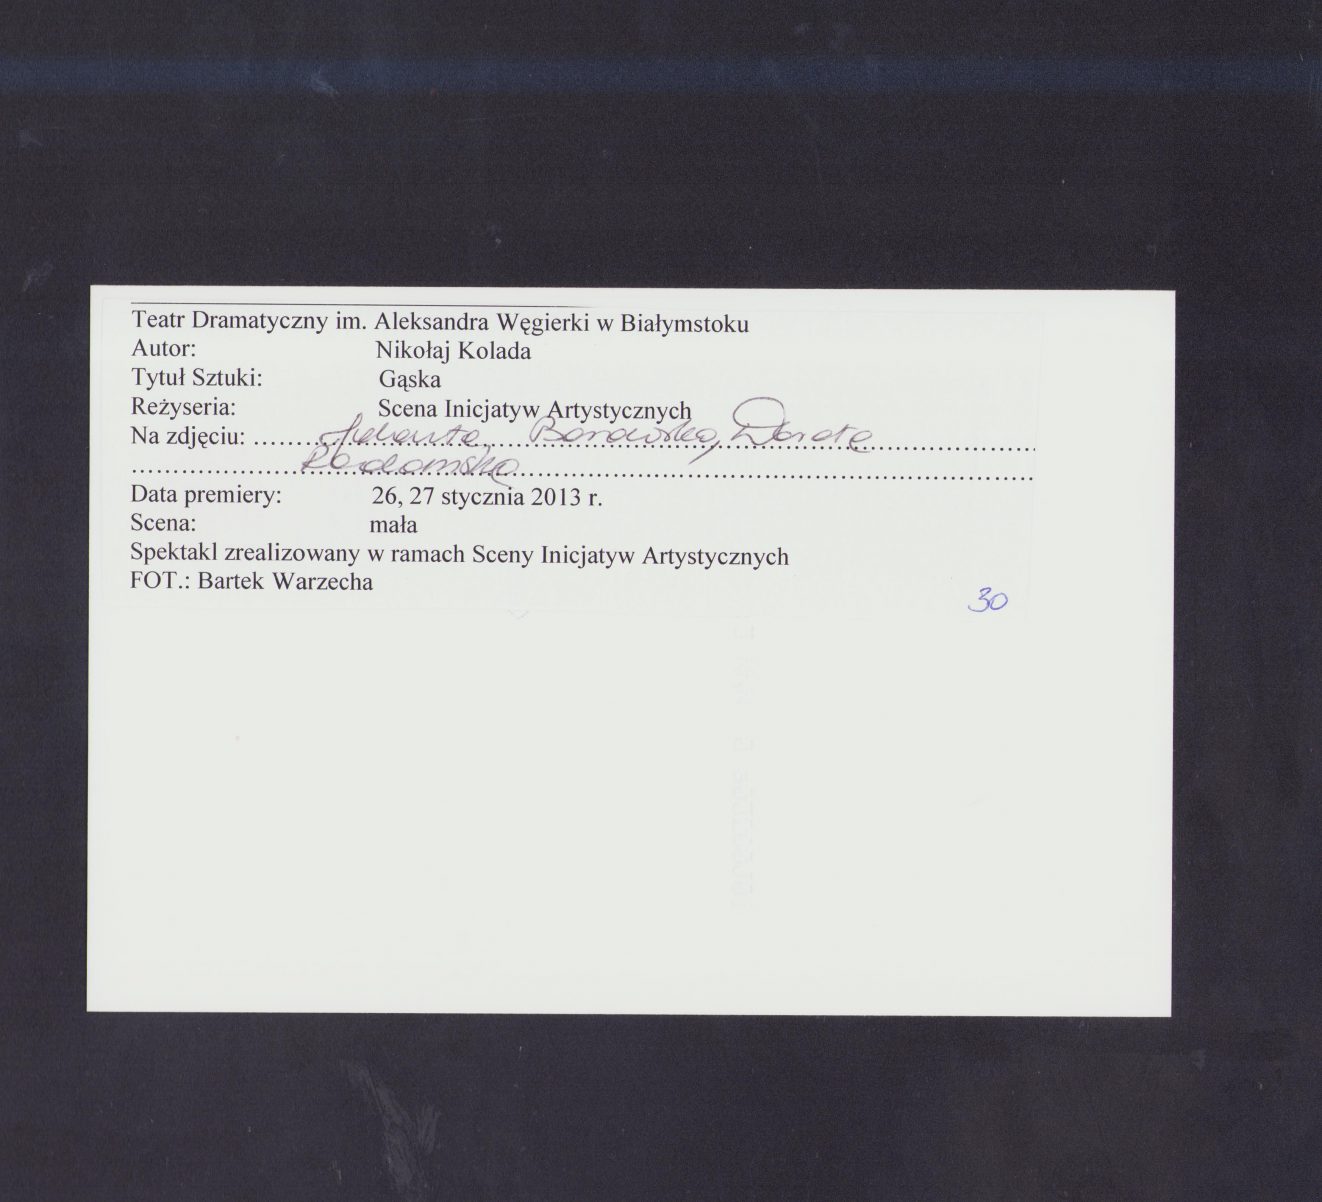 Teatr Dramatyczny im. Aleksandra Węgierki w Białymstoku
Autor: Nikołaj Kolada
Tytuł Sztuki: Gąska
Reżyseria: Scena Inicjatyw Artystycznych
Na zdjęciu: Jolanta Borowska, Dorota
Radomska
Data premiery: 26, 27 stycznia 2013 r.
Scena: mała
Spektakl zrealizowany w ramach Sceny Inicjatyw Artystycznych
FOT.: Bartek Warzecha
30